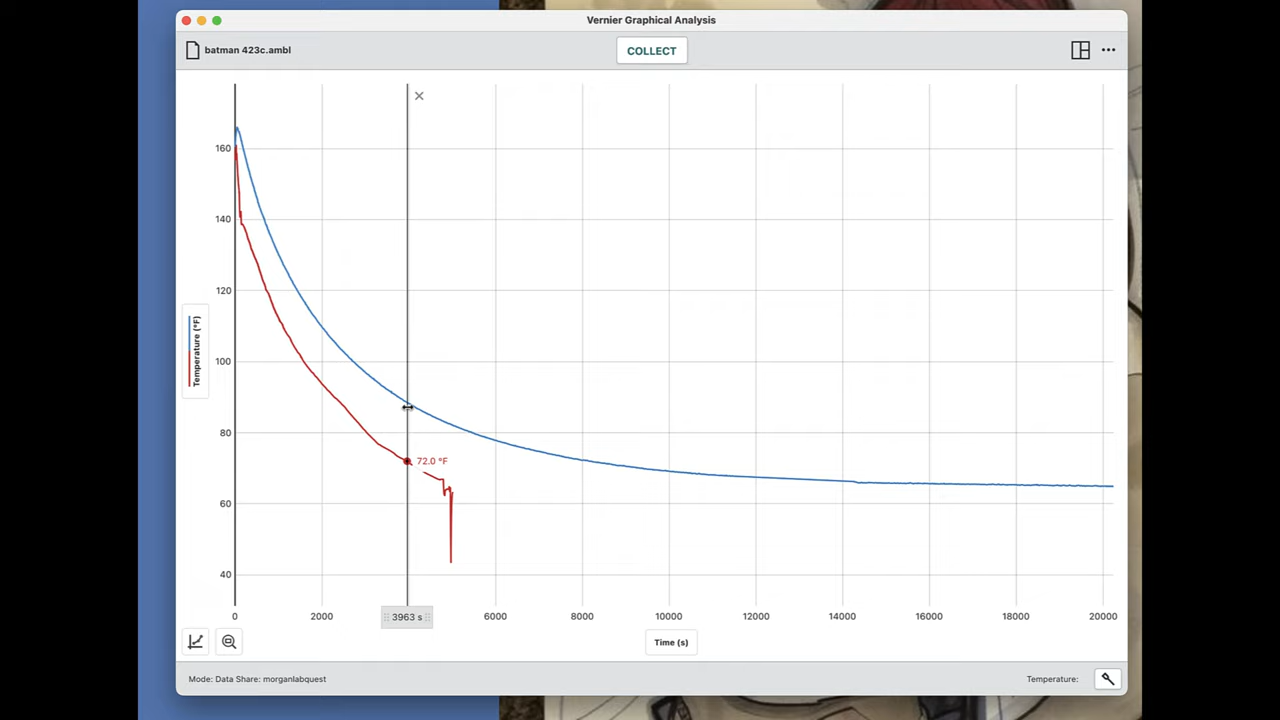 Vernier Graphical Analysis
batman 423c.ambl
COLLECT
160
140
120
100
80
60
40
Temperature (°F)
72.0 °F
0
2000
3963 s
6000
8000
10000
12000
14000
16000
18000
20000
Time (s)
Mode: Data Share: morganlabquest
Temperature: